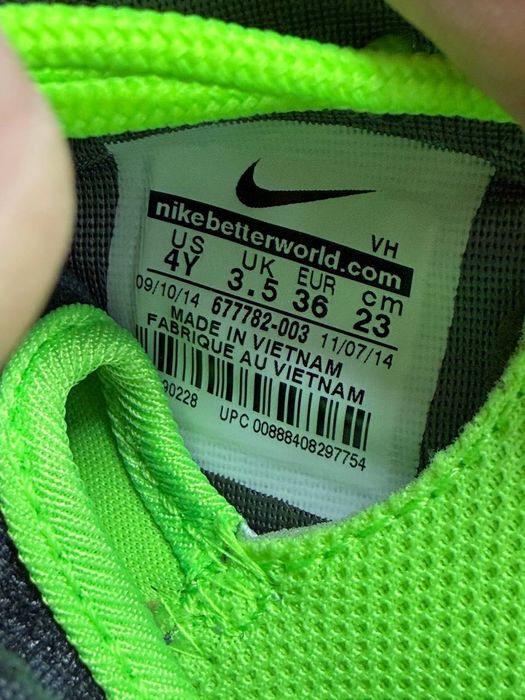 nikebetterworld.com VH
US UK EUR cm
4Y 3.5 36 23
09/10/14 677782-003 11/07/14
MADE IN VIETNAM
FABRIQUE AU VIETNAM
90228
UPC 00888408297754